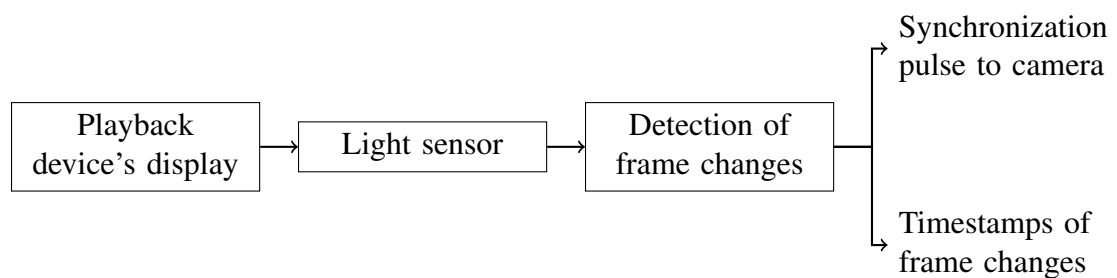 Playback
device's display
Light sensor
Detection of
frame changes
Synchronization
pulse to camera
Timestamps of
frame changes